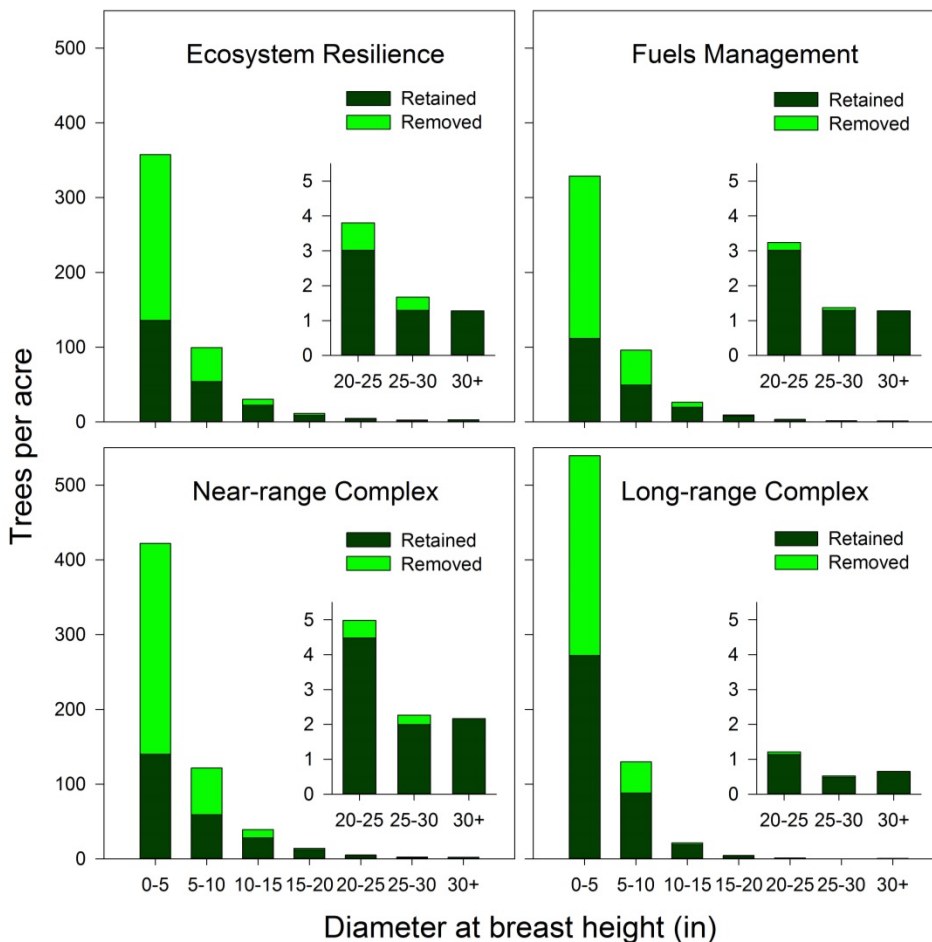 Trees per acre
Ecosystem Resilience
Retained
Removed
500
400
300
200
100
0
5
4
3
2
1
0
20-25 25-30 30+
Fuels Management
Retained
Removed
5
4
3
2
1
0
20-25 25-30 30+
Near-range Complex
Retained
Removed
500
400
300
200
100
0
5
4
3
2
1
0
20-25 25-30 30+
0-5 5-10 10-15 15-20 20-25 25-30 30+
Long-range Complex
Retained
Removed
5
4
3
2
1
0
20-25 25-30 30+
0-5 5-10 10-15 15-20 20-25 25-30 30+
Diameter at breast height (in)